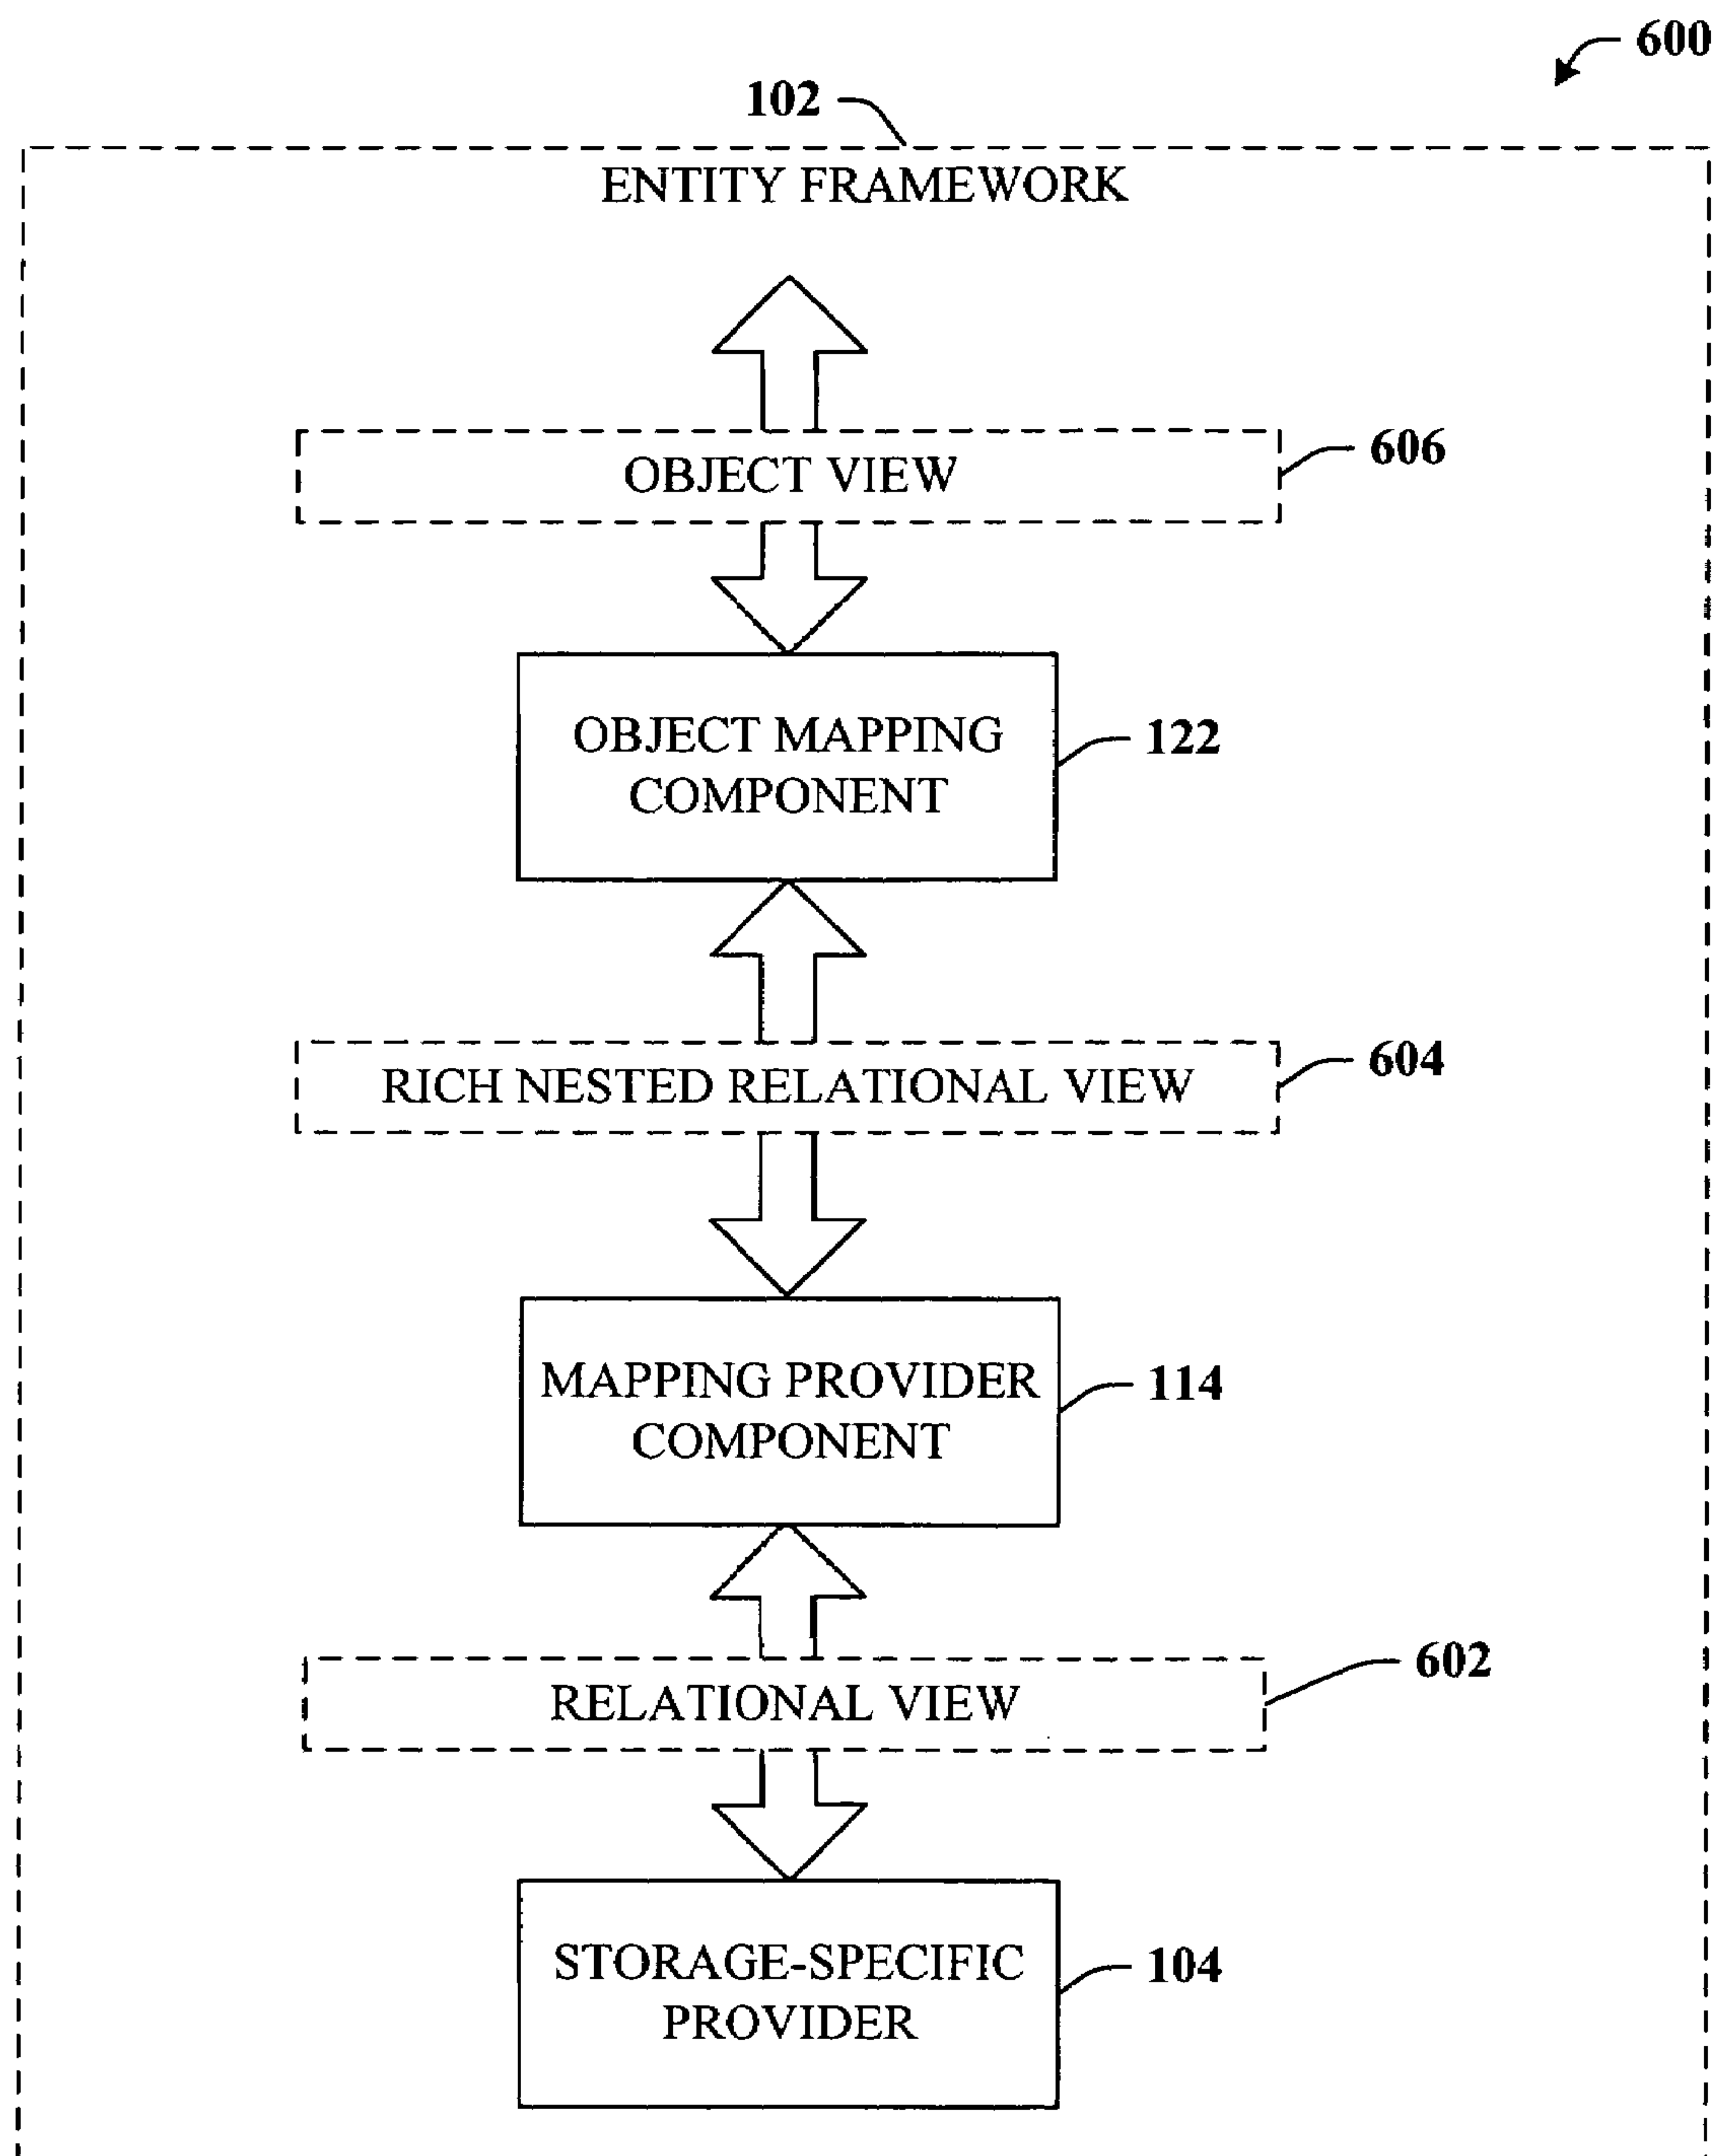 600
102
ENTITY FRAMEWORK
OBJECT VIEW
606
OBJECT MAPPING
COMPONENT
122
RICH NESTED RELATIONAL VIEW
604
MAPPING PROVIDER
COMPONENT
114
RELATIONAL VIEW
602
STORAGE-SPECIFIC
PROVIDER
104